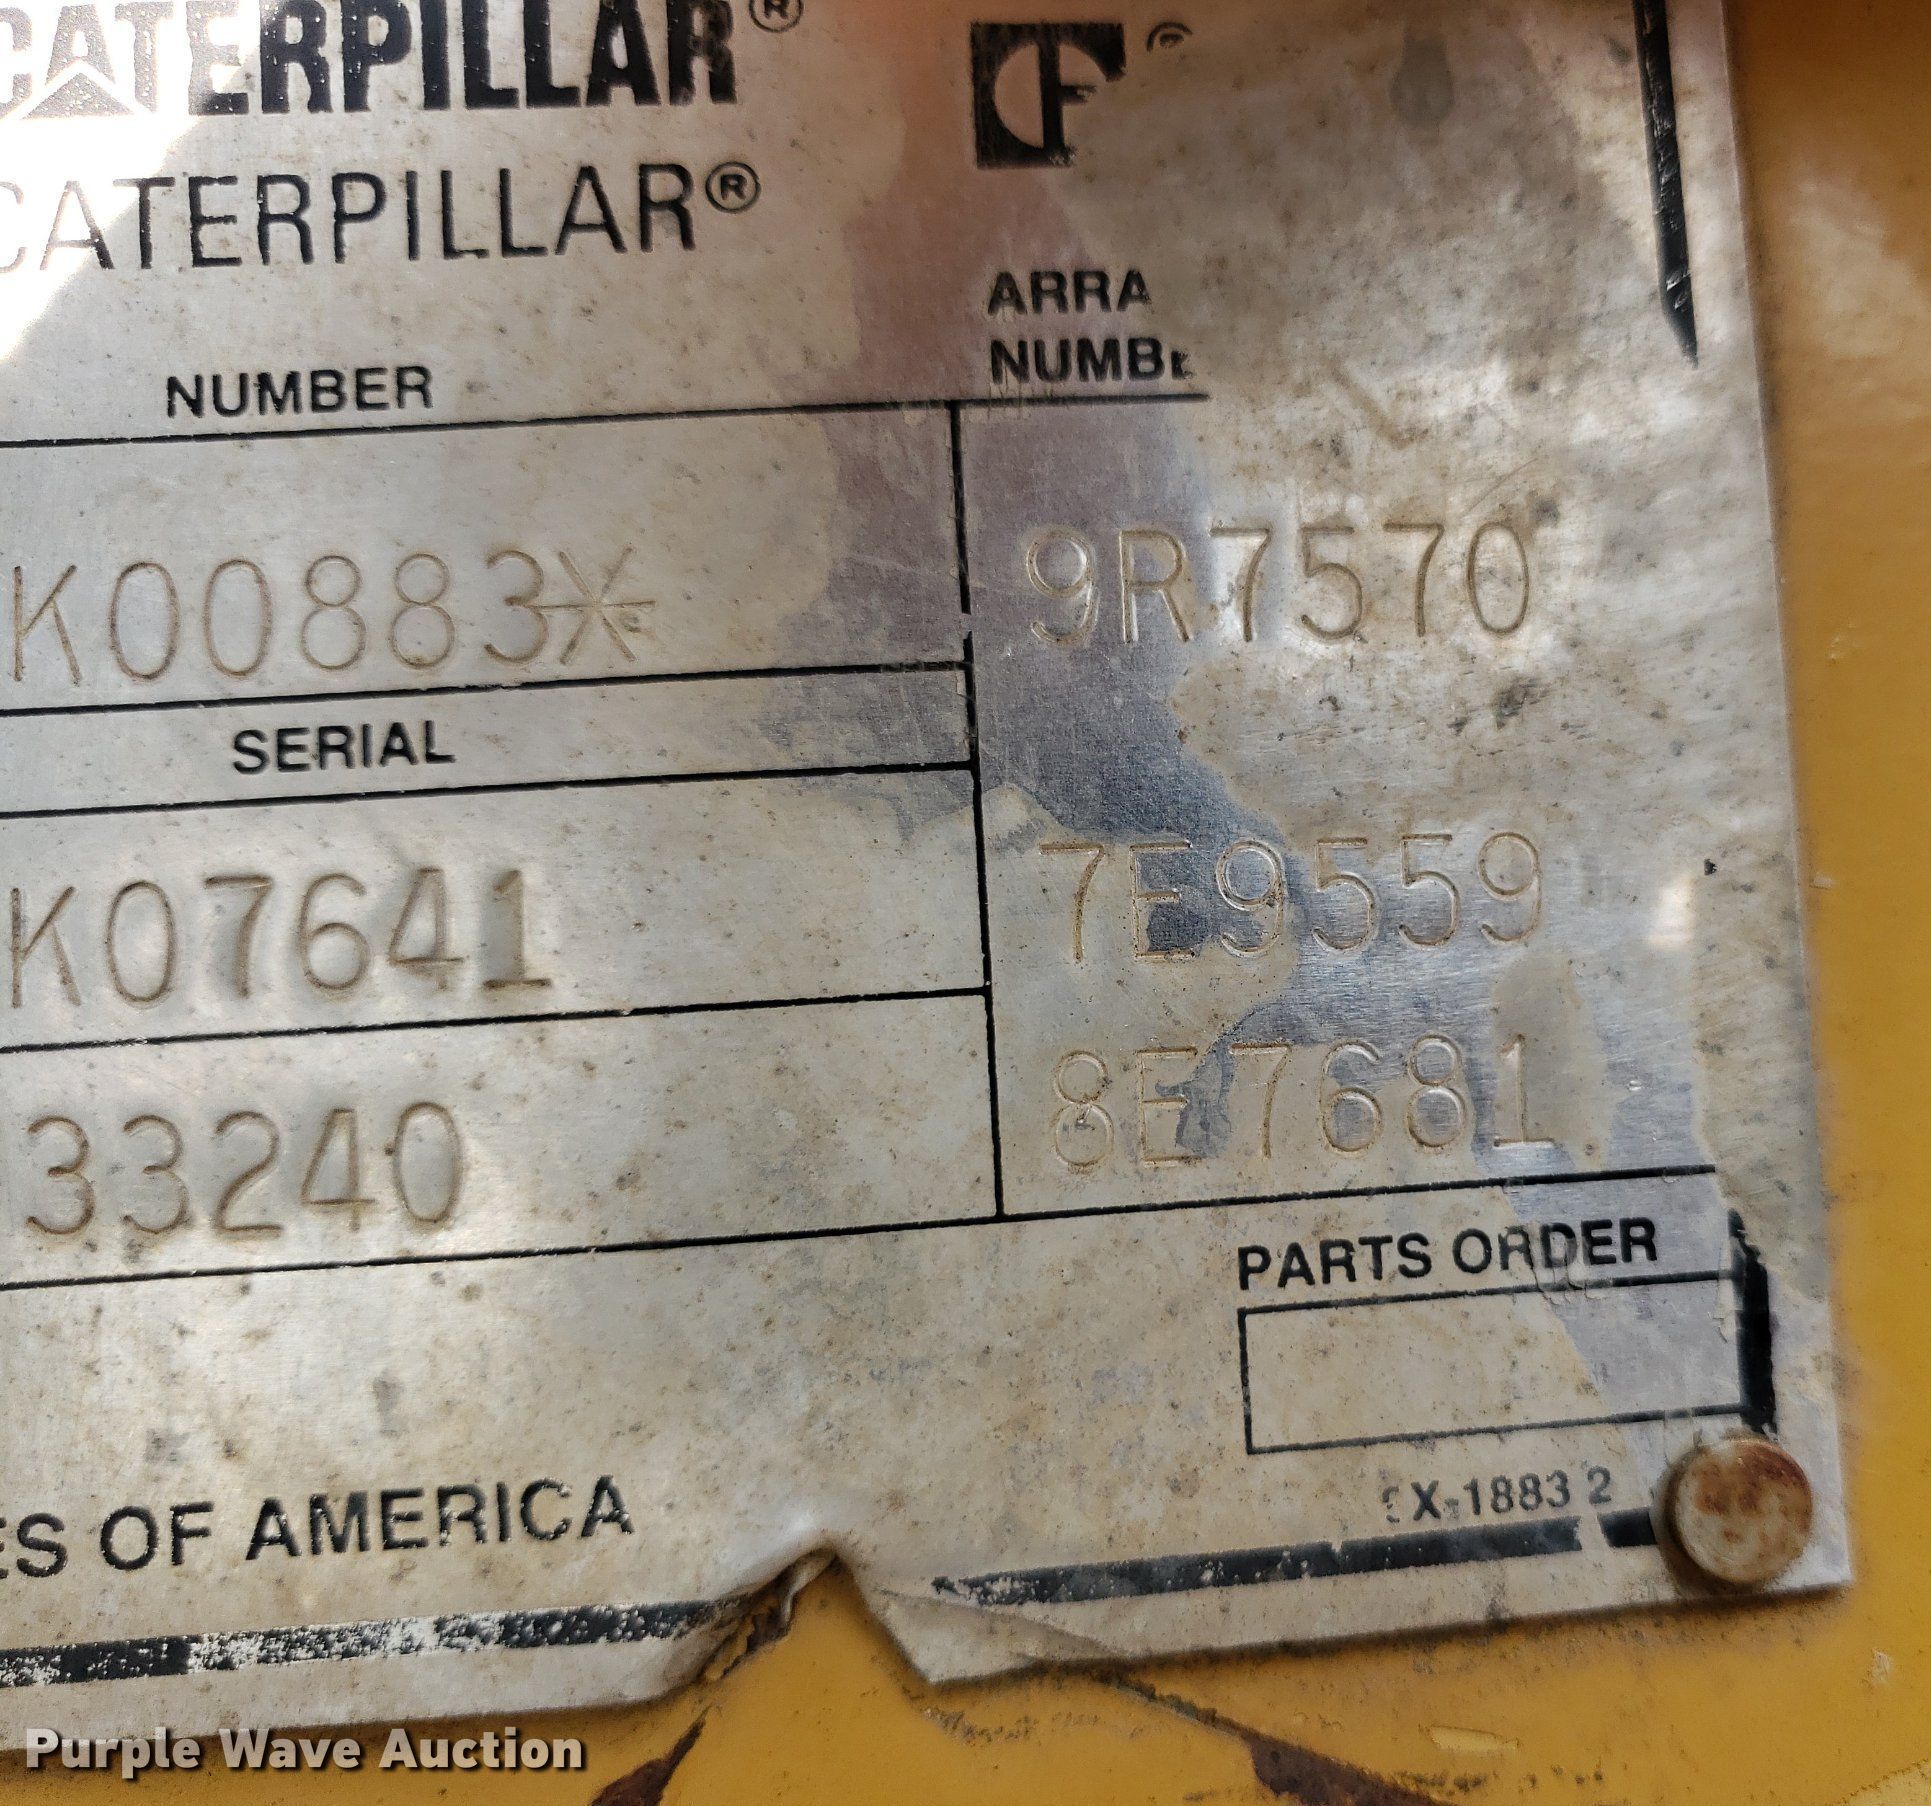 CATERPILLAR®
CATERPILLAR®
ARRA
NUMBE
NUMBER
K00883* 9R7570
SERIAL
K07641 7E9559
33240 8E7681
PARTS ORDER
X-1883 2
ES OF AMERICA
Purple Wave Auction